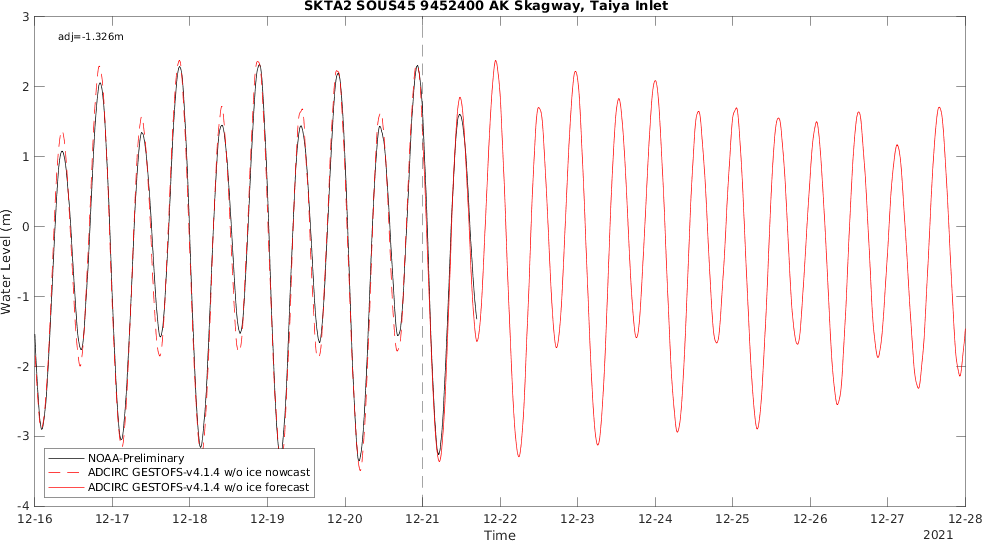 SKTA2 SOUS45 9452400 AK Skagway, Taiya Inlet
adj=-1.326m
3
2
1
0
-1
-2
-3
-4
Water Level (m)
NOAA-Preliminary
ADCIRC GESTOFS-v4.1.4 w/o ice nowcast
ADCIRC GESTOFS-v4.1.4 w/o ice forecast
12-16 12-17 12-18 12-19 12-20 12-21 12-22 12-23 12-24 12-25 12-26 12-27 12-28
Time
2021